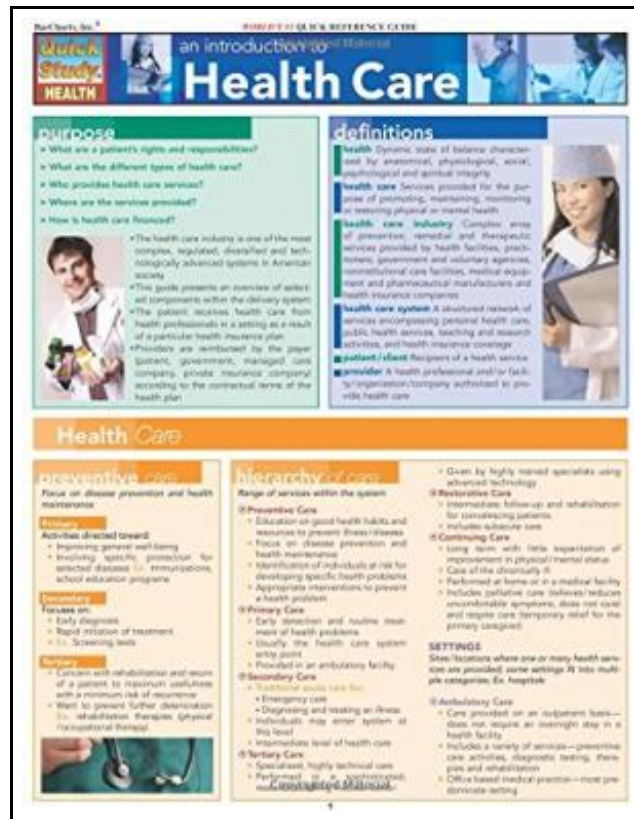 BarCharts, Inc.®
WORLD'S #1 QUICK REFERENCE GUIDE
Quick
Study.
HEALTH
an introduction to
Copyrighted Material
Health Care
purpose
» What are a patient's rights and responsibilities?
» What are the different types of health care?
» Who provides health care services?
» Where are the services provided?
» How is health care financed?
•The health care industry is one of the most
complex, regulated, diversified and tech-
nologically advanced systems in American
society
•This guide presents an overview of select-
ed components within the delivery system
•The patient receives health care from
health professionals in a setting as a result
of a particular health insurance plan
•Providers are reimbursed by the payer
(patient, government, managed care
company, private insurance company)
according to the contractual terms of the
health plan
definitions
health Dynamic state of balance character-
ized by anatomical, physiological, social,
psychological and spiritual integrity
health care Services provided for the pur-
pose of promoting, maintaining, monitoring
or restoring physical or mental health
health care industry Complex array
of preventive, remedial and therapeutic
services provided by health facilities, practi-
tioners, government and voluntary agencies,
noninstitutional care facilities, medical equip-
ment and pharmaceutical manufacturers and
health insurance companies
health care system A structured network of
services encompassing personal health care,
public health services, teaching and research
activities, and health insurance coverage
patient/client Recipient of a health service
provider A health professional and/or facili-
ty/organization/company authorized to pro-
vide health care
Health Care
preventive care
Focus on disease prevention and health
maintenance
Primary
Activities directed toward:
• Improving general well-being
• Involving specific protection for
selected diseases Ex. Immunizations,
school education programs
Secondary
Focuses on:
• Early diagnosis
• Rapid initiation of treatment
• Ex. Screening tests
Tertiary
• Concern with rehabilitation and return
of a patient to maximum usefulness
with a minimum risk of recurrence
• Want to prevent further deterioration
Ex. rehabilitation therapies (physical
/occupational therapy)
hierarchy of care
Range of services within the system
Preventive Care
• Education on good health habits and
resources to prevent illness/disease
• Focus on disease prevention and
health maintenance
• Identification of individuals at risk for
developing specific health problems
• Appropriate interventions to prevent
a health problem
Primary Care
• Early detection and routine treat-
ment of health problems
• Usually the health care system
entry point
• Provided in an ambulatory facility
Secondary Care
• Traditional acute care for:
• Emergency care
• Diagnosing and treating an illness
• Individuals may enter system at
this level
• Intermediate level of health care
Tertiary Care
• Specialized, highly technical care
• Performed in a sophisticated,
Copyrighted Material
• Given by highly trained specialists using
advanced technology
Restorative Care
• Intermediate follow-up and rehabilitation
for convalescing patients
• Includes subacute care
Continuing Care
• Long term with little expectation of
improvement in physical/mental status
• Care of the chronically ill
• Performed at home or in a medical facility
• Includes palliative care (relieves/reduces
uncomfortable symptoms, does not cure)
and respite care (temporary relief for the
primary caregiver)
SETTINGS
Sites/locations where one or many health serv-
ices are provided; some settings fit into multi-
ple categories; Ex. hospitals
Ambulatory Care
• Care provided on an outpatient basis—
does not require an overnight stay in a
health facility
• Includes a variety of services—preventive
care activities, diagnostic testing, thera-
pies and rehabilitation
• Office based medical practice—most pre-
dominate setting
1